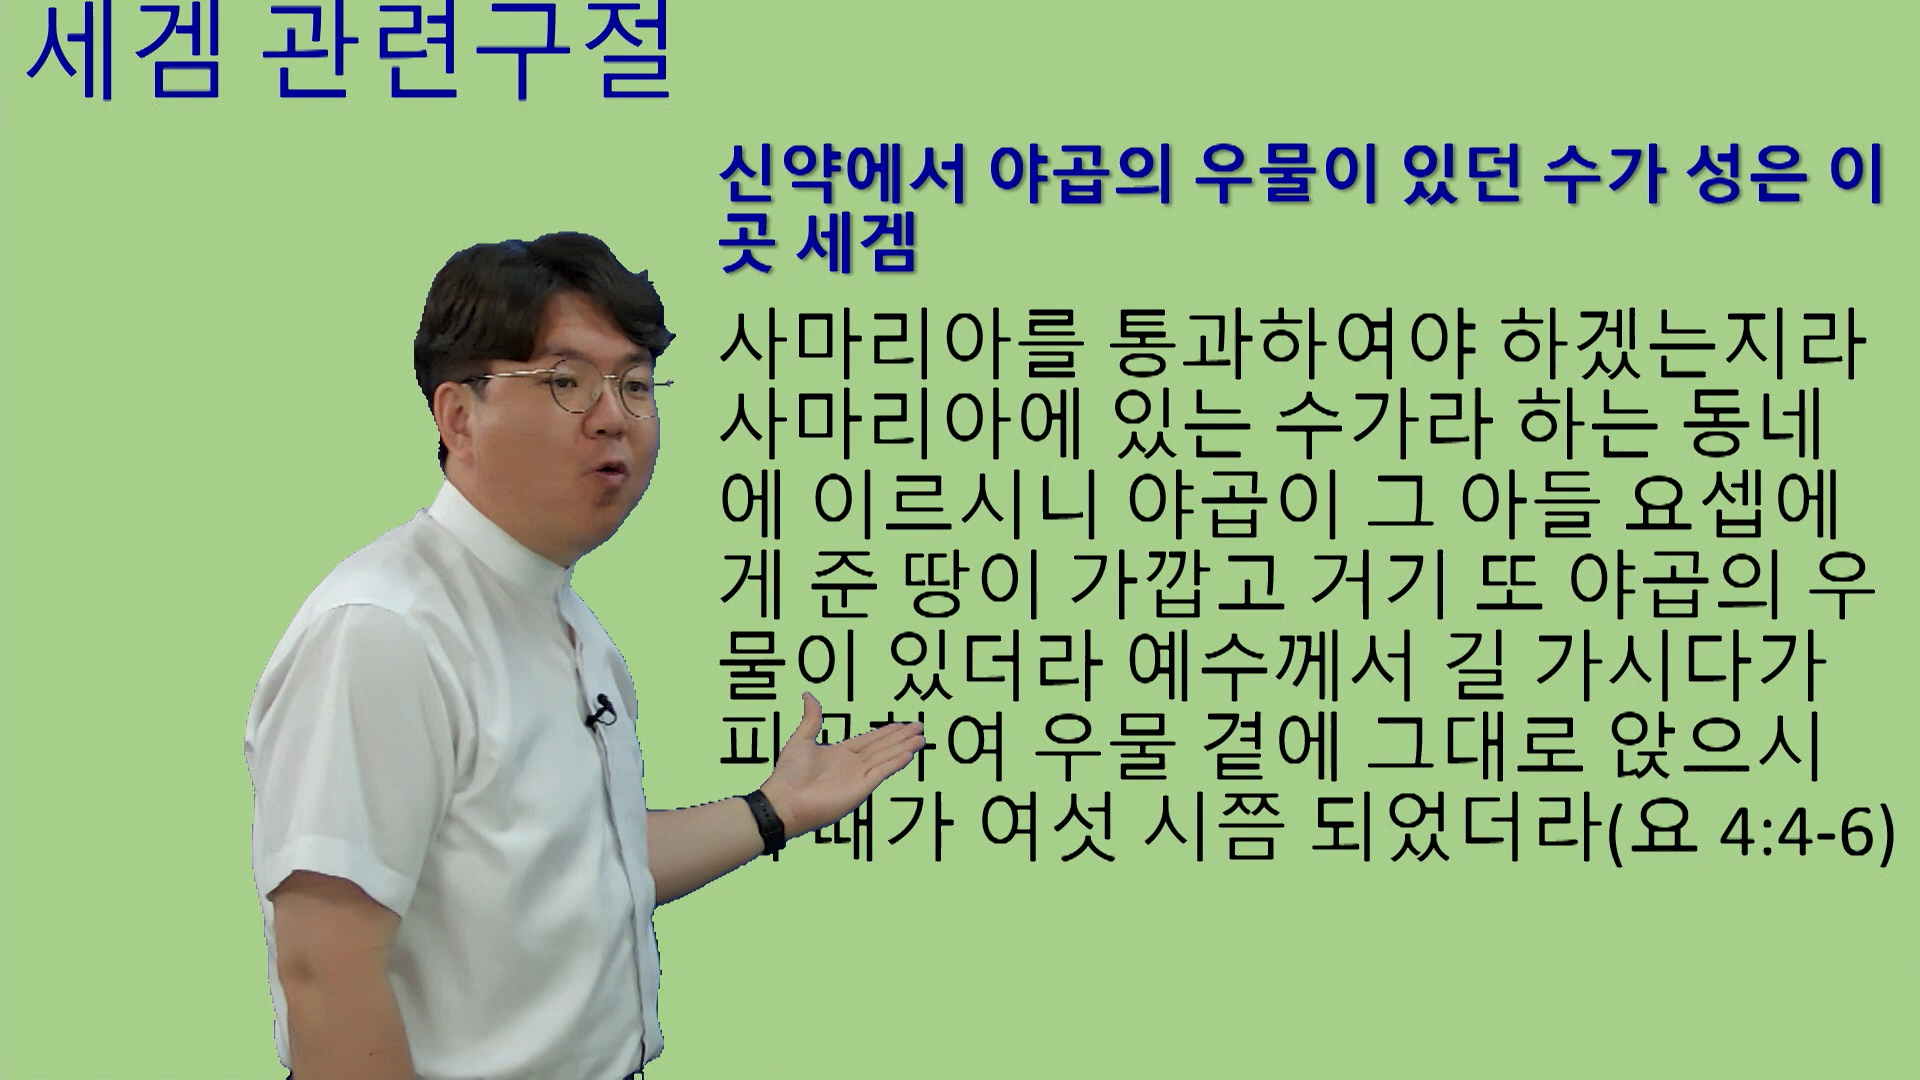 세겜 관련구절
신약에서 야곱의 우물이 있던 수가 성은 이
곳 세겜
사마리아를 통과하여야 하겠는지라
사마리아에 있는 수가라 하는 동네
에 이르시니 야곱이 그 아들 요셉에
게 준 땅이 가깝고 거기 또 야곱의 우
물이 있더라 예수께서 길 가시다가
우물 곁에 그대로 앉으시
때가 여섯 시쯤 되었더라(요 4:4-6)